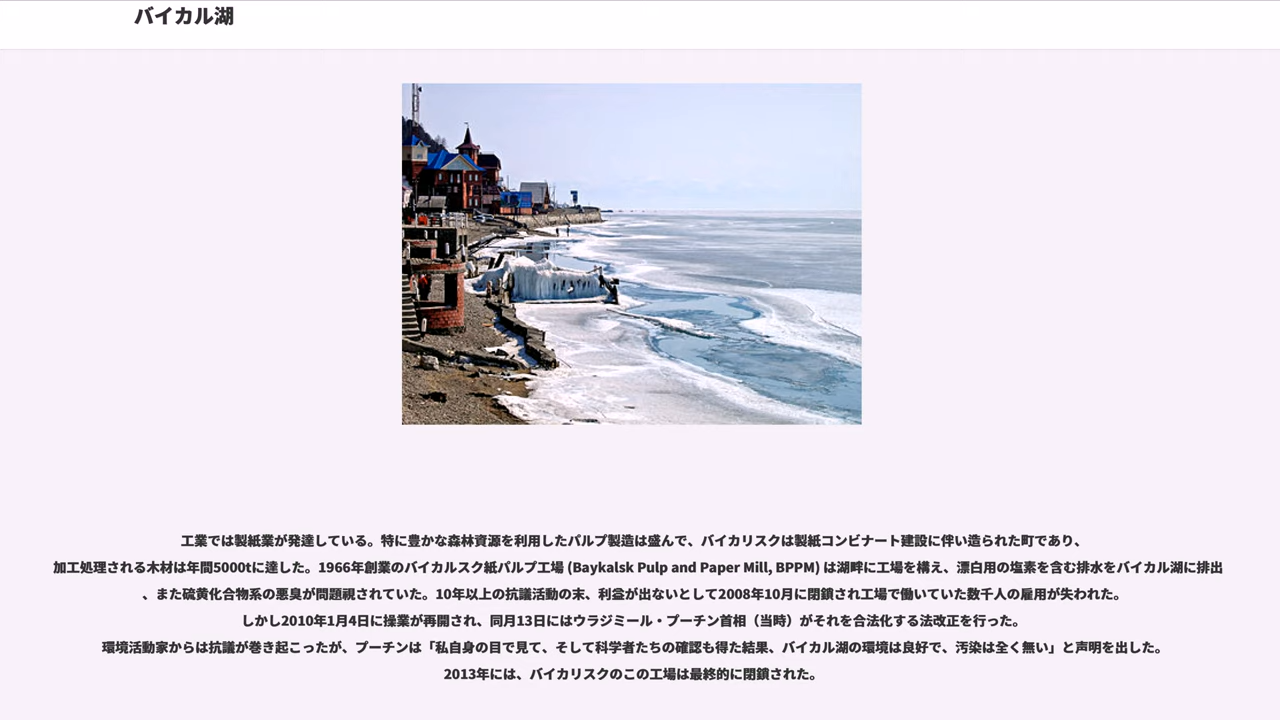 バイカル湖
工業では製紙業が発達している。特に豊かな森林資源を利用したパルプ製造は盛んで、バイカリスクは製紙コンビナート建設に伴い造られた町であり、
加工処理される木材は年間5000tに達した。1966年創業のバイカルスク紙パルプ工場 (Baykalsk Pulp and Paper Mill, BPPM) は湖畔に工場を構え、漂白用の塩素を含む排水をバイカル湖に排出
、また硫黄化合物系の悪臭が問題視されていた。10年以上の抗議活動の末、利益が出ないとして2008年10月に閉鎖され工場で働いていた数千人の雇用が失われた。
しかし2010年1月4日に操業が再開され、同月13日にはウラジミール・プーチン首相（当時）がそれを合法化する法改正を行った。
環境活動家からは抗議が巻き起こったが、プーチンは「私自身の目で見て、そして科学者たちの確認も得た結果、バイカル湖の環境は良好で、汚染は全く無い」と声明を出した。
2013年には、バイカリスクのこの工場は最終的に閉鎖された。